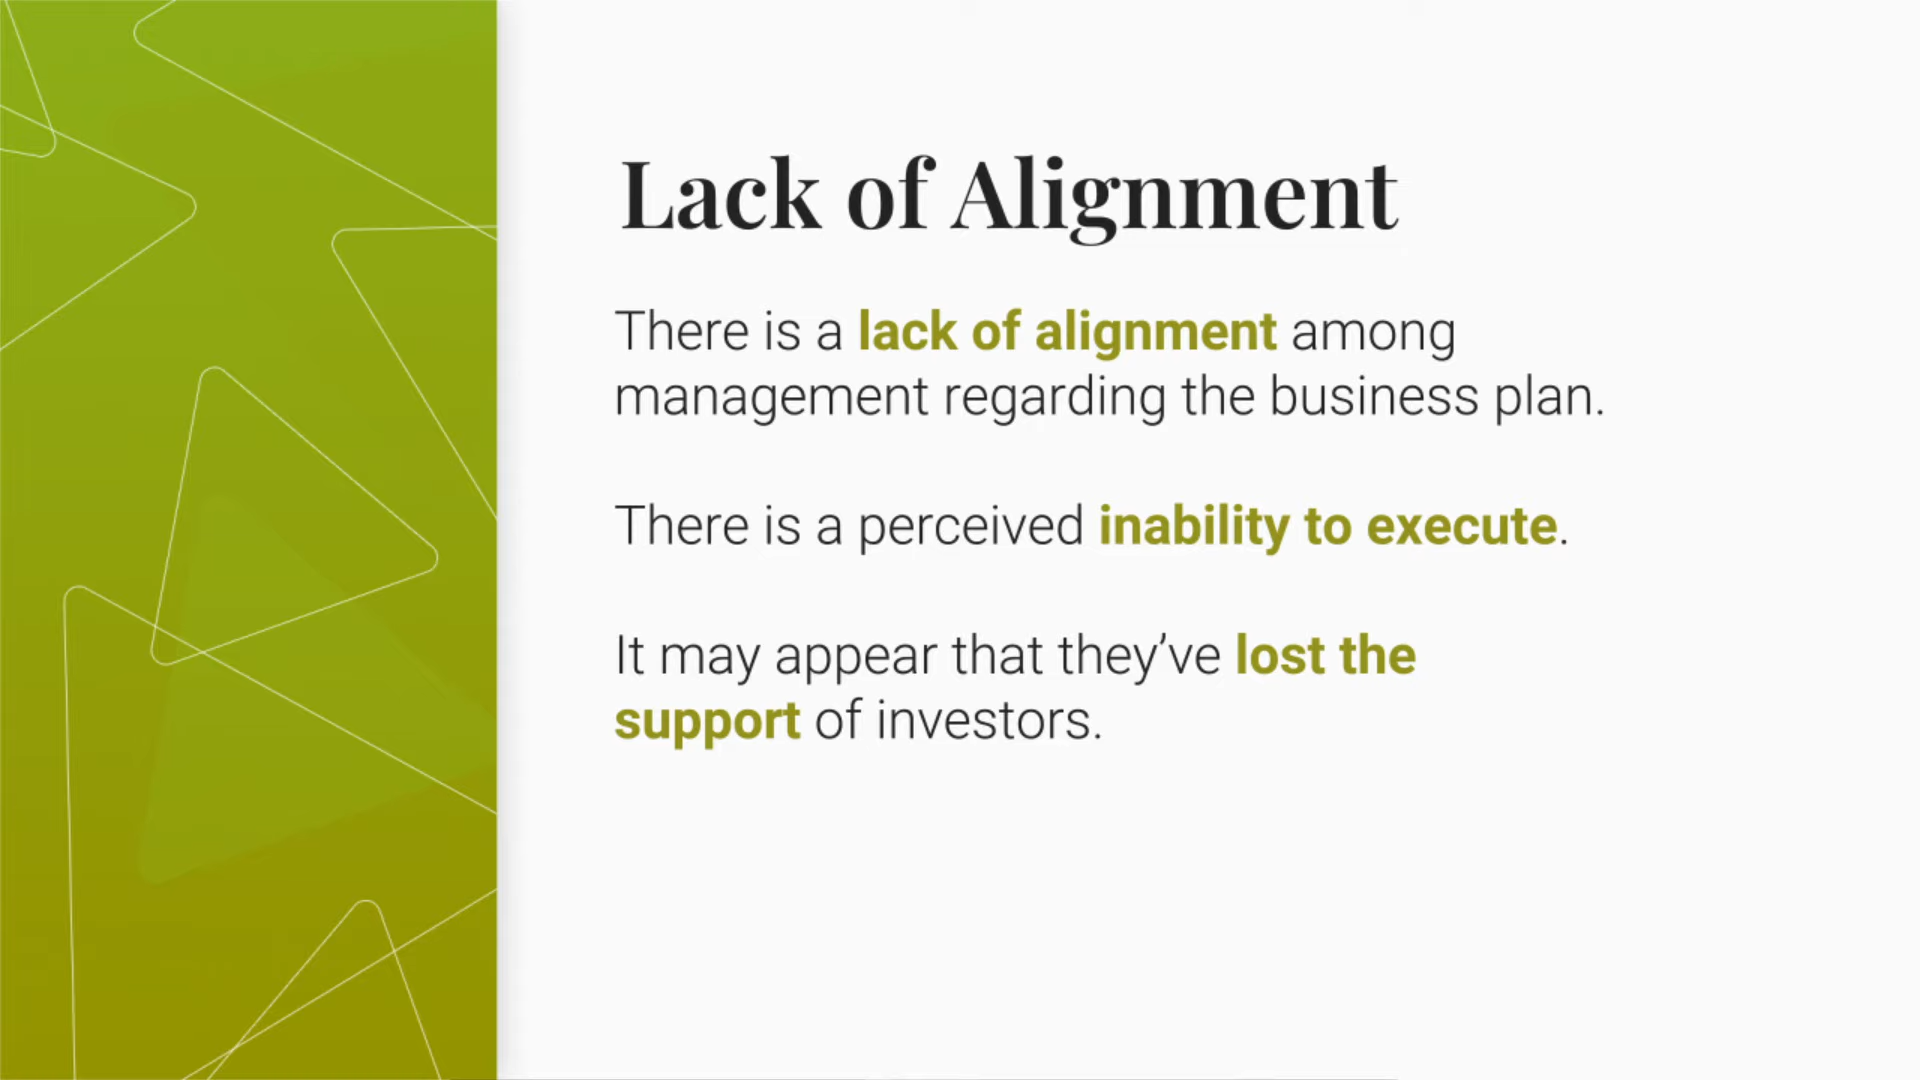 Lack of Alignment
There is a lack of alignment among
management regarding the business plan.
There is a perceived inability to execute.
It may appear that they’ve lost the
support of investors.